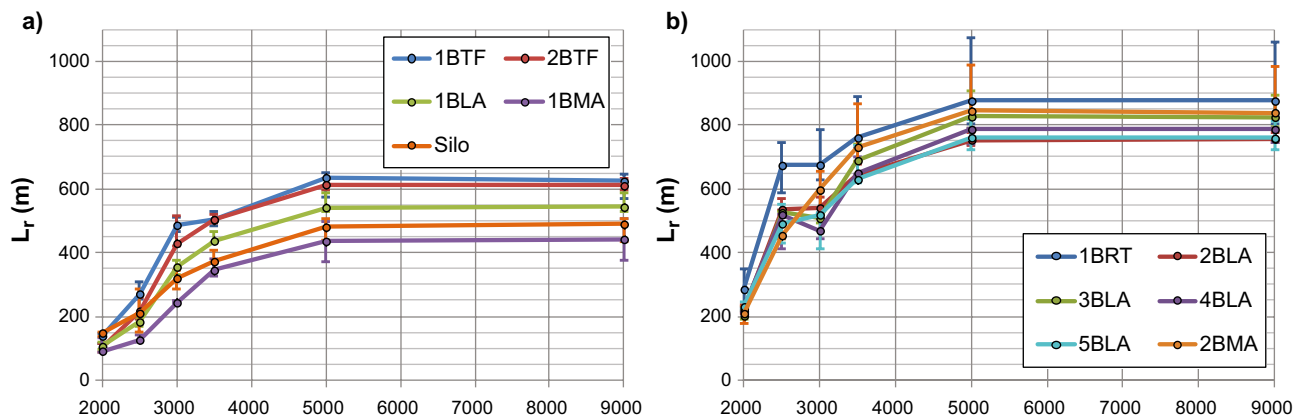 a)
L_r (m)
1000
800
600
400
200
0
1BTF 2BTF
1BLA 1BMA
Silo
2000 3000 4000 5000 6000 7000 8000 9000
b)
L_r (m)
1000
800
600
400
200
0
1BRT 2BLA
3BLA 4BLA
5BLA 2BMA
2000 3000 4000 5000 6000 7000 8000 9000